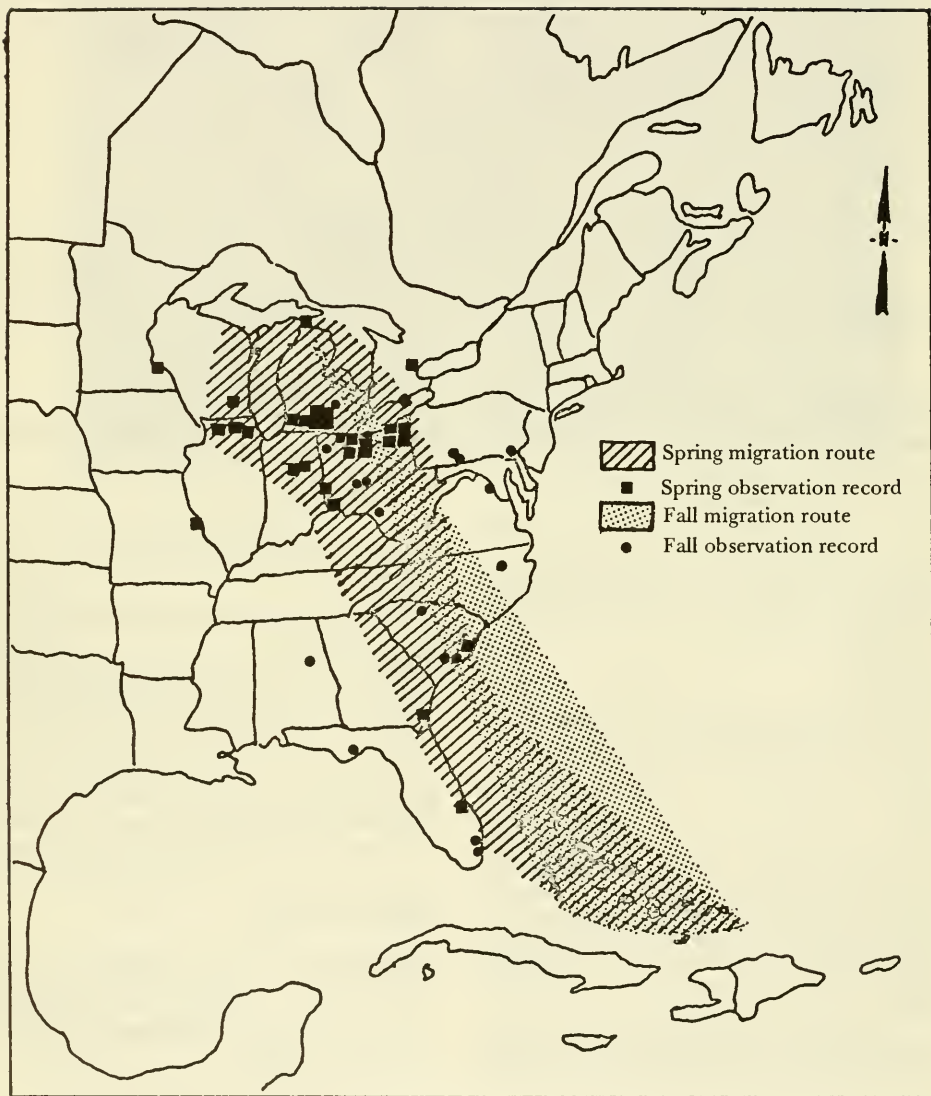 N
Spring migration route
Spring observation record
Fall migration route
Fall observation record